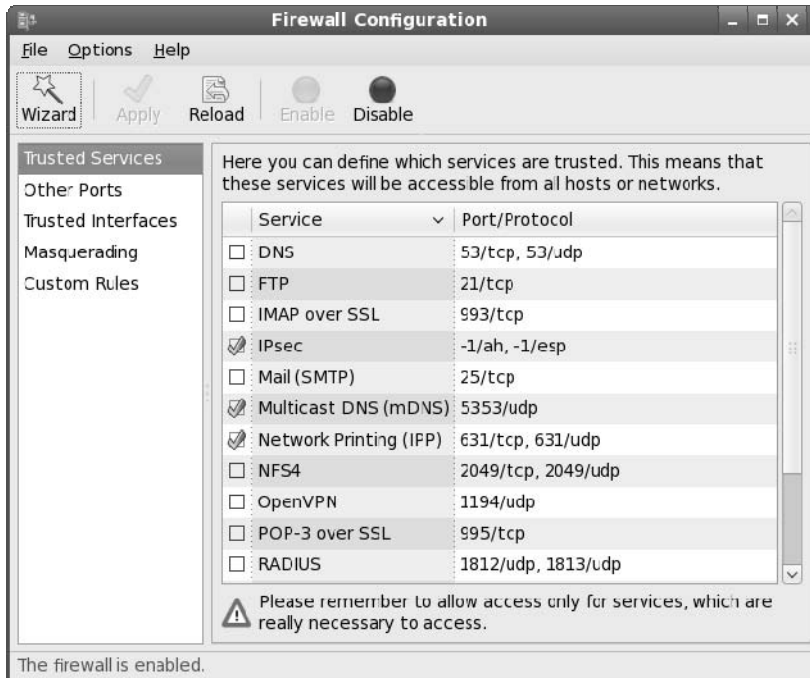 Firewall Configuration
File Options Help
Wizard Apply Reload Enable Disable
Trusted Services
Other Ports
Trusted Interfaces
Masquerading
Custom Rules
Here you can define which services are trusted. This means that
these services will be accessible from all hosts or networks.
Service Port/Protocol
DNS 53/tcp, 53/udp
FTP 21/tcp
IMAP over SSL 993/tcp
IPsec -1/ah, -1/esp
Mail (SMTP) 25/tcp
Multicast DNS (mDNS) 5353/udp
Network Printing (IPP) 631/tcp, 631/udp
NFS4 2049/tcp, 2049/udp
OpenVPN 1194/udp
POP-3 over SSL 995/tcp
RADIUS 1812/udp, 1813/udp
Please remember to allow access only for services, which are
really necessary to access.
The firewall is enabled.